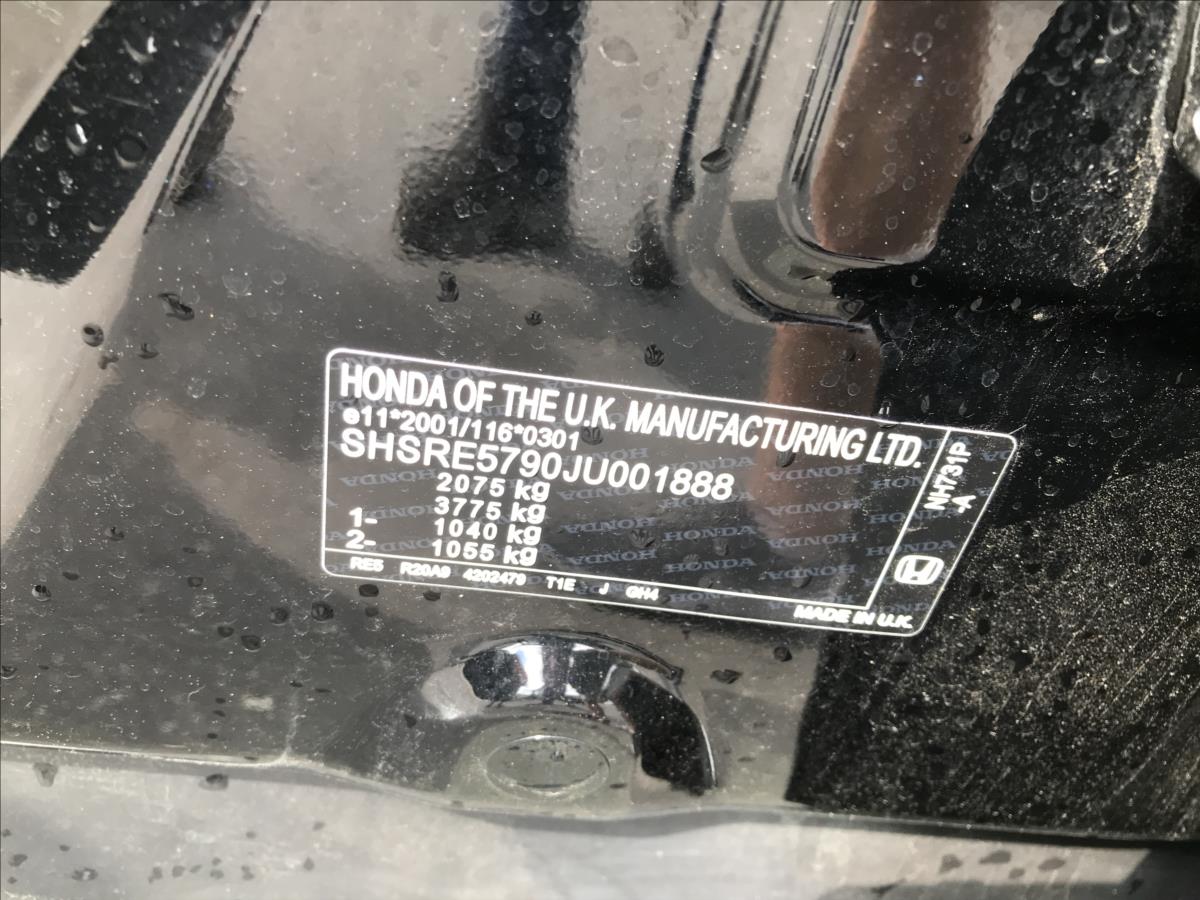 HONDA OF THE U.K. MANUFACTURING LTD.
e11*2001/116*0301
SHSRE5790JU001888
2075 kg
3775 kg
1- 1040 kg
2- 1055 kg
RE5 R20A9 4202479 T1E J GH4
MADE IN U.K.
NH731P
-A